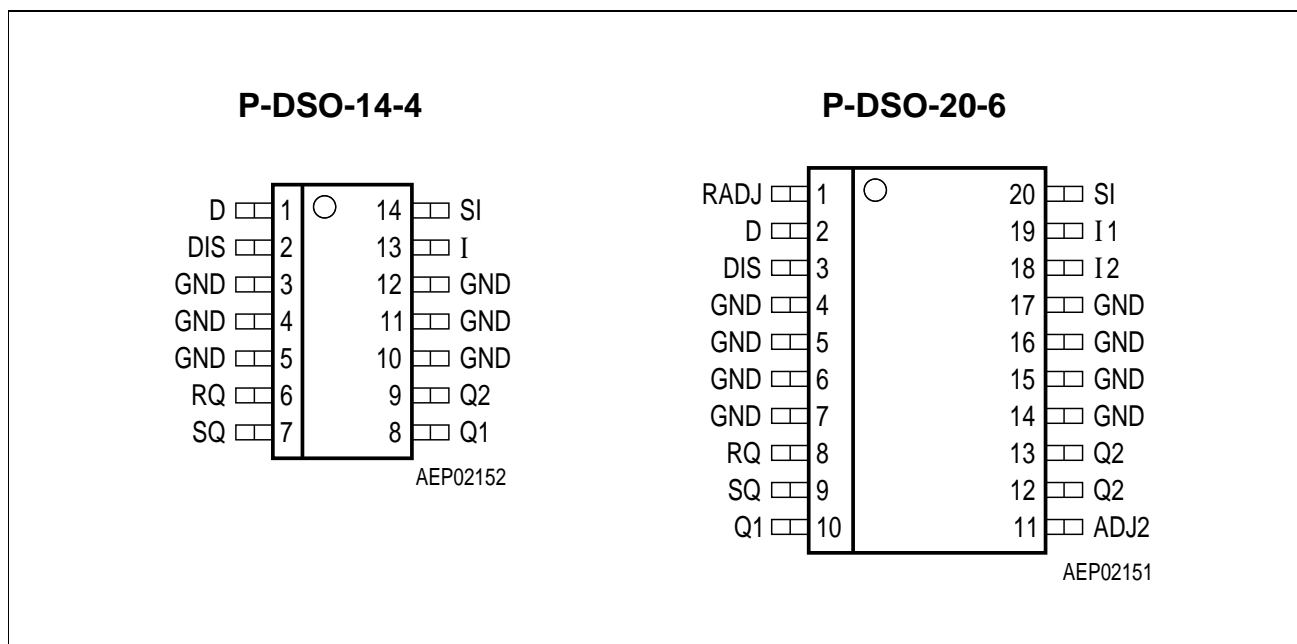 P-DSO-14-4
D 1 14 SI
DIS 2 13 I
GND 3 12 GND
GND 4 11 GND
GND 5 10 GND
RQ 6 9 Q2
SQ 7 8 Q1
AEP02152
P-DSO-20-6
RADJ 1 20 SI
D 2 19 I1
DIS 3 18 I2
GND 4 17 GND
GND 5 16 GND
GND 6 15 GND
GND 7 14 GND
RQ 8 13 Q2
SQ 9 12 Q2
Q1 10 11 ADJ2
AEP02151